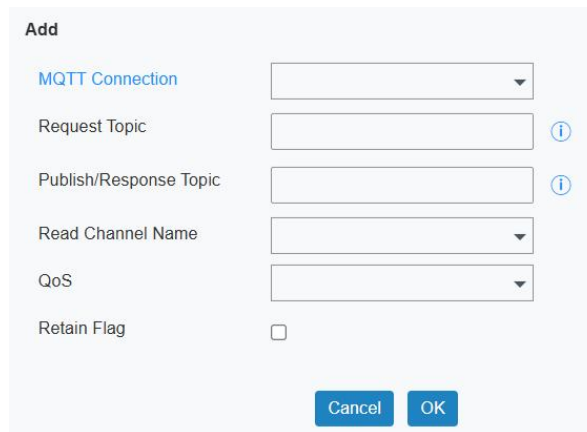 Add
MQTT Connection
Request Topic
Publish/Response Topic
Read Channel Name
QoS
Retain Flag
Cancel OK